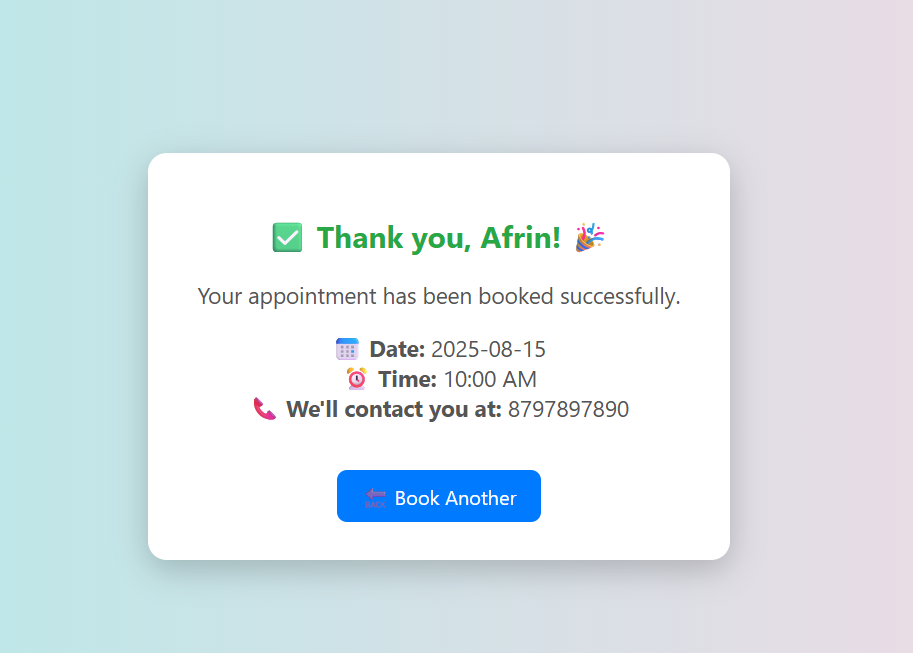 ✅ Thank you, Afrin! 🎉
Your appointment has been booked successfully.
📅 Date: 2025-08-15
⏰ Time: 10:00 AM
📞 We'll contact you at: 8797897890
🔙 Book Another